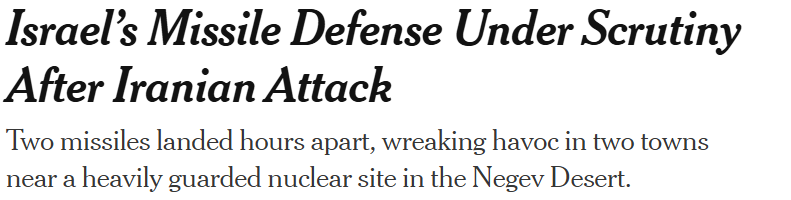 Israel’s Missile Defense Under Scrutiny
After Iranian Attack
Two missiles landed hours apart, wreaking havoc in two towns
near a heavily guarded nuclear site in the Negev Desert.